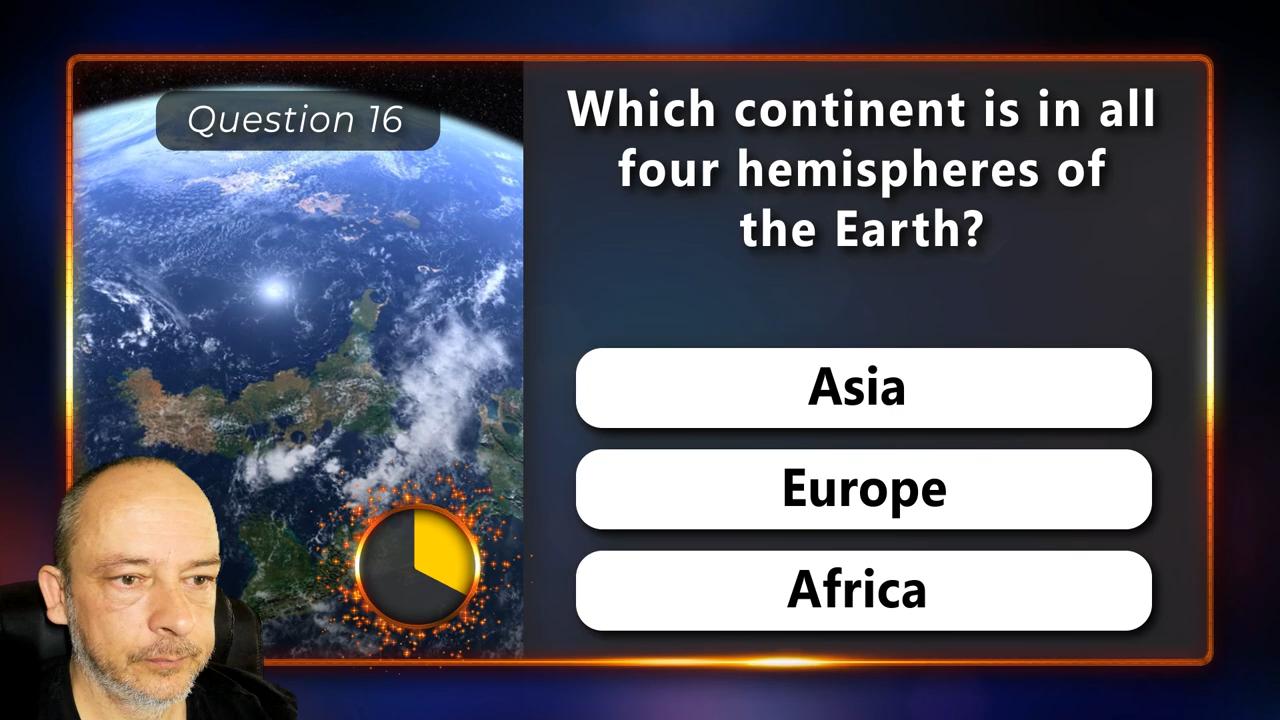 Question 16
Which continent is in all
four hemispheres of
the Earth?
Asia
Europe
Africa